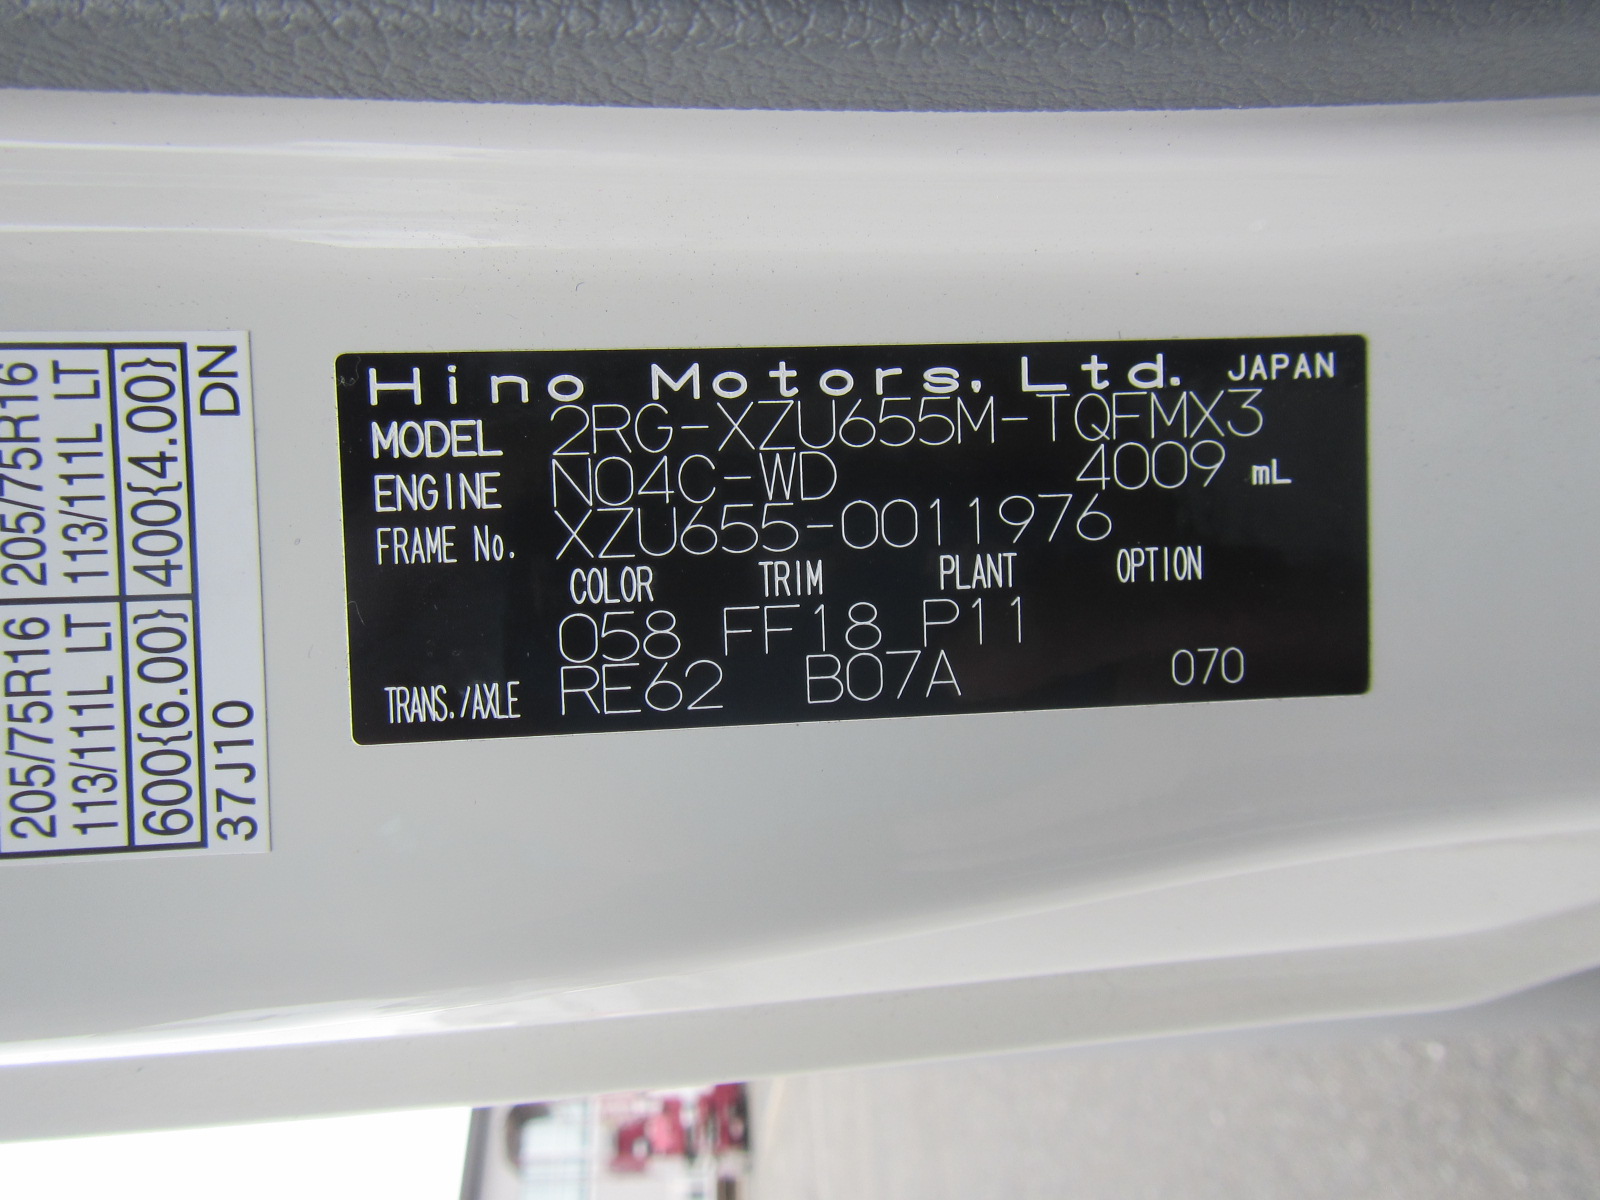 Hino Motors, Ltd. JAPAN
MODEL 2RG-XZU655M-TQFMX3
ENGINE N04C-WD 4009 mL
FRAME No. XZU655-0011976
COLOR TRIM PLANT OPTION
058 FF18 P11
TRANS./AXLE RE62 B07A 070
205/75R16 205/75R16
113/111L LT 113/111L LT
600{6.00} 400{4.00}
37J10 DN